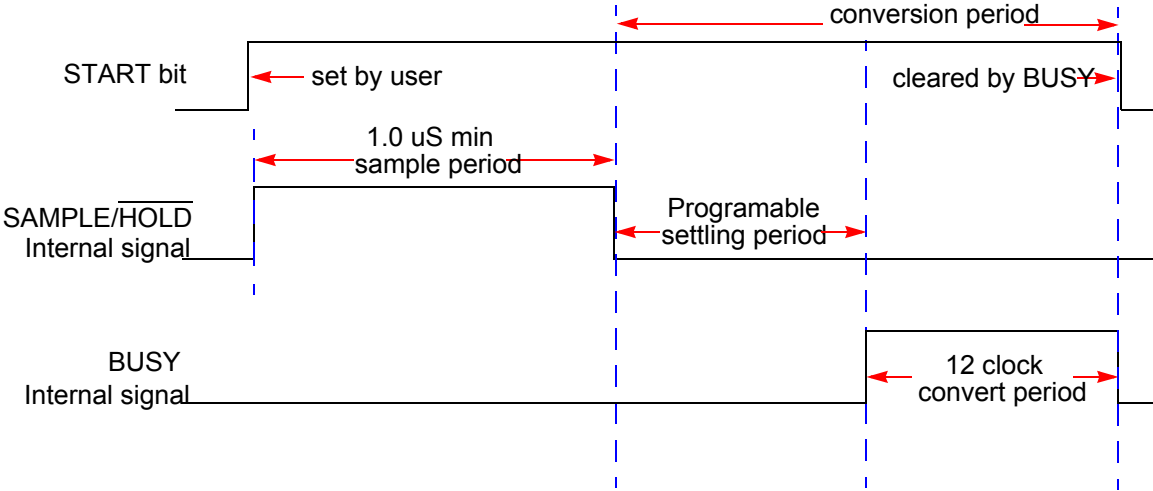 conversion period
START bit
set by user
cleared by BUSY
1.0 uS min
sample period
SAMPLE/HOLD
Internal signal
Programable
settling period
BUSY
Internal signal
12 clock
convert period